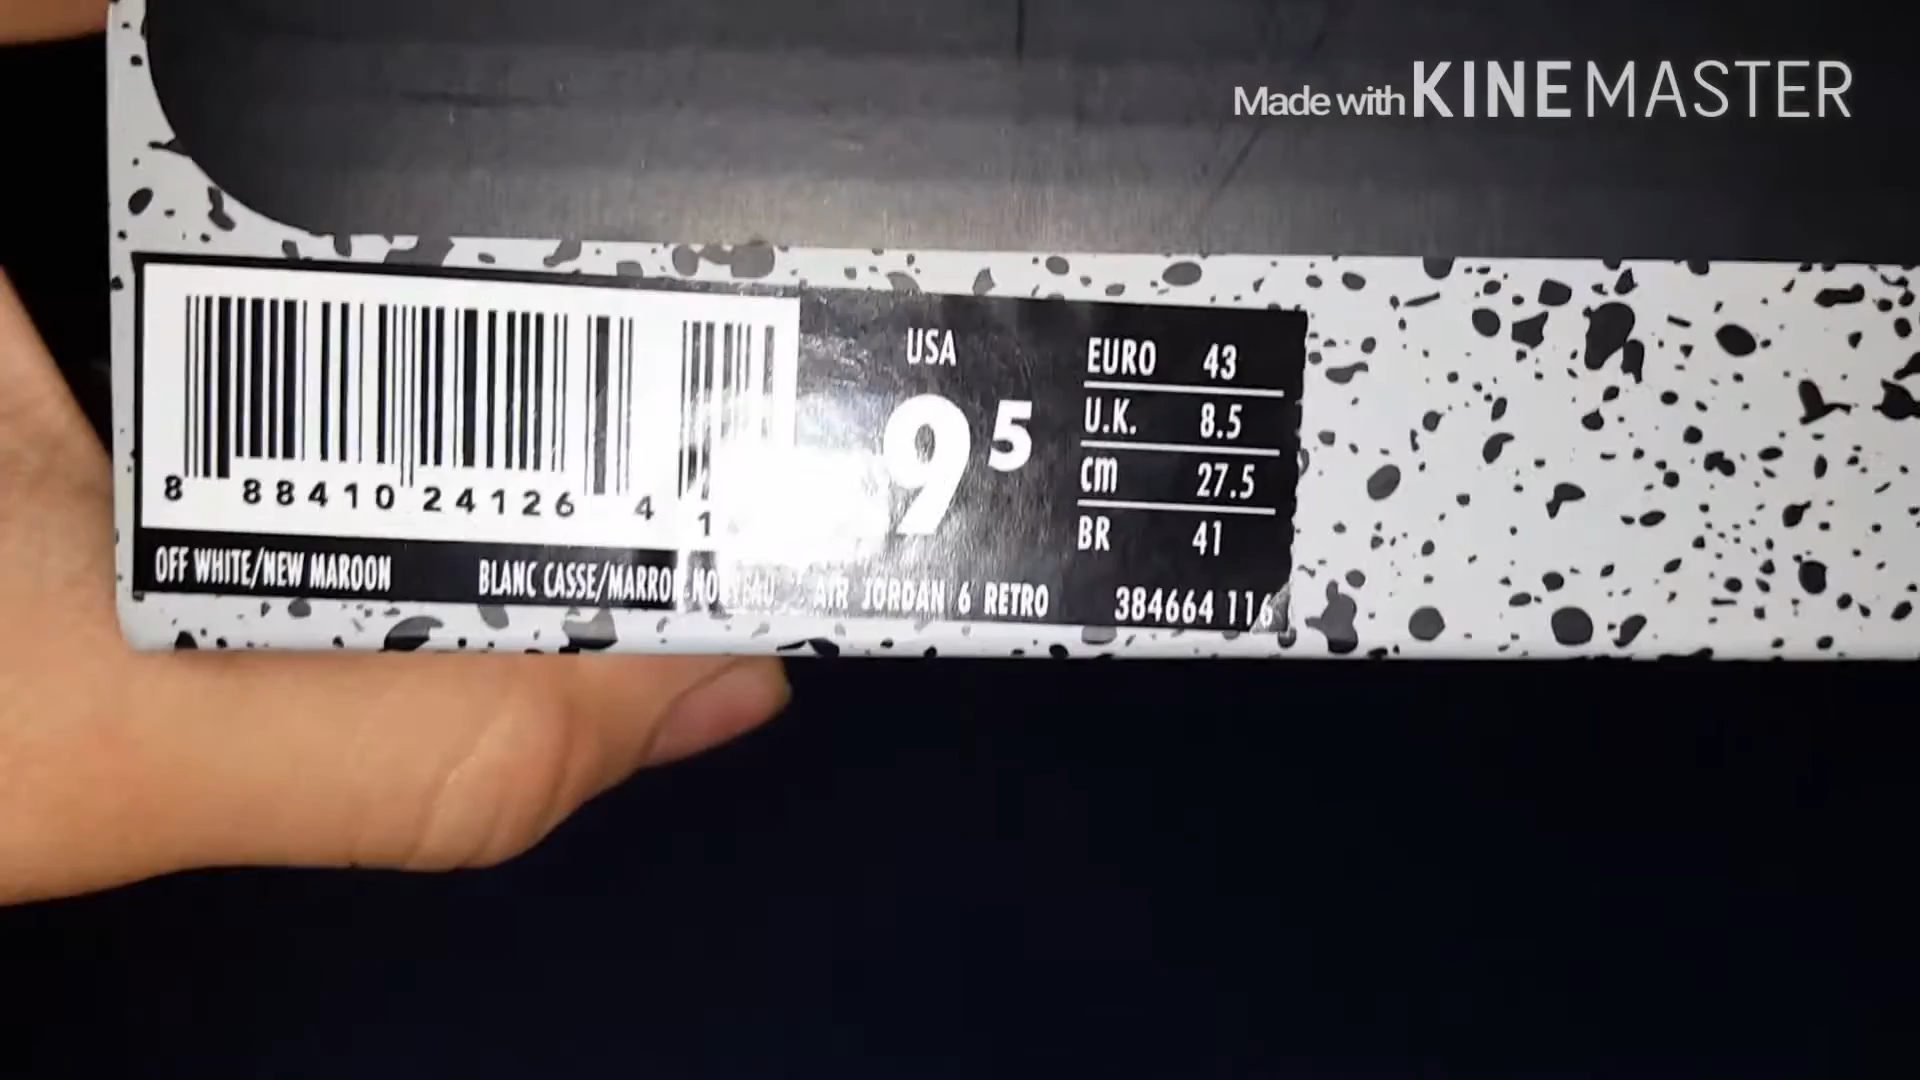 Made with KINEMASTER
USA
9 5
EURO 43
U.K. 8.5
cm 27.5
BR 41
8 88410 24126 4 1
OFF WHITE/NEW MAROON BLANC CASSE/MARRON NOUVEAU AIR JORDAN 6 RETRO 384664 116